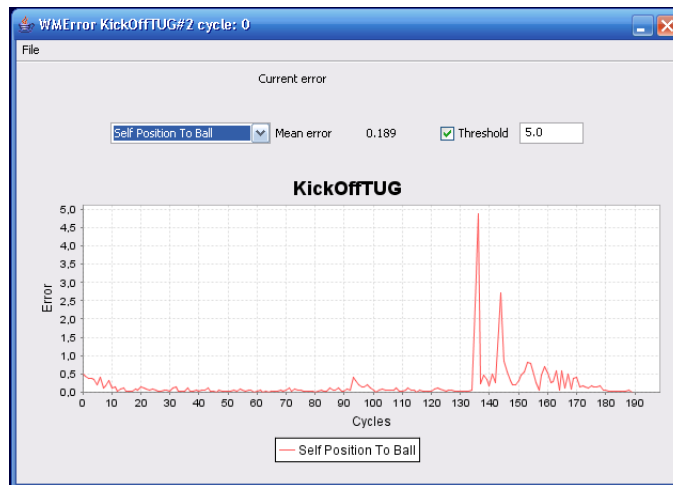 WMError KickOffTUG#2 cycle: 0
File
Current error
Self Position To Ball Mean error 0.189 Threshold 5.0
KickOffTUG
5,0
4,5
4,0
3,5
3,0
2,5
2,0
1,5
1,0
0,5
0,0
Error
0 10 20 30 40 50 60 70 80 90 100 110 120 130 140 150 160 170 180 190
Cycles
Self Position To Ball